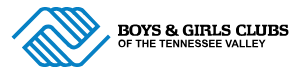 BOYS & GIRLS CLUBS
OF THE TENNESSEE VALLEY